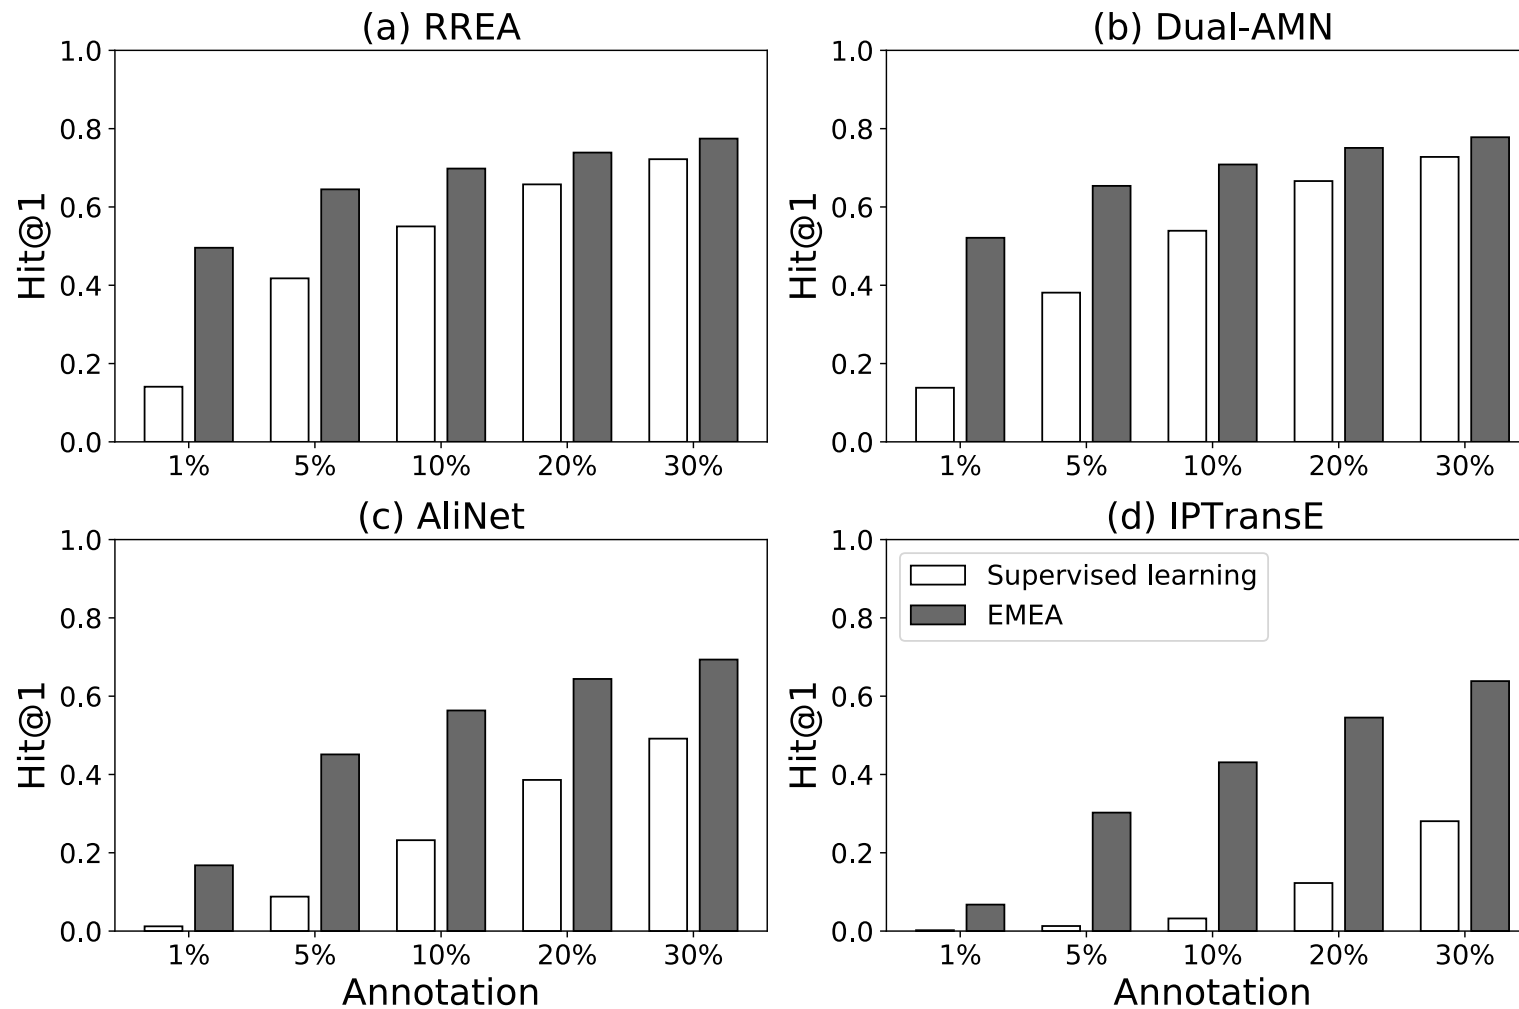 (a) RREA
1.0
0.8
0.6
0.4
0.2
0.0
Hit@1
1% 5% 10% 20% 30%
(b) Dual-AMN
1.0
0.8
0.6
0.4
0.2
0.0
Hit@1
1% 5% 10% 20% 30%
(c) AliNet
1.0
0.8
0.6
0.4
0.2
0.0
Hit@1
1% 5% 10% 20% 30%
Annotation
(d) IPTransE
1.0
0.8
0.6
0.4
0.2
0.0
Hit@1
Supervised learning
EMEA
1% 5% 10% 20% 30%
Annotation